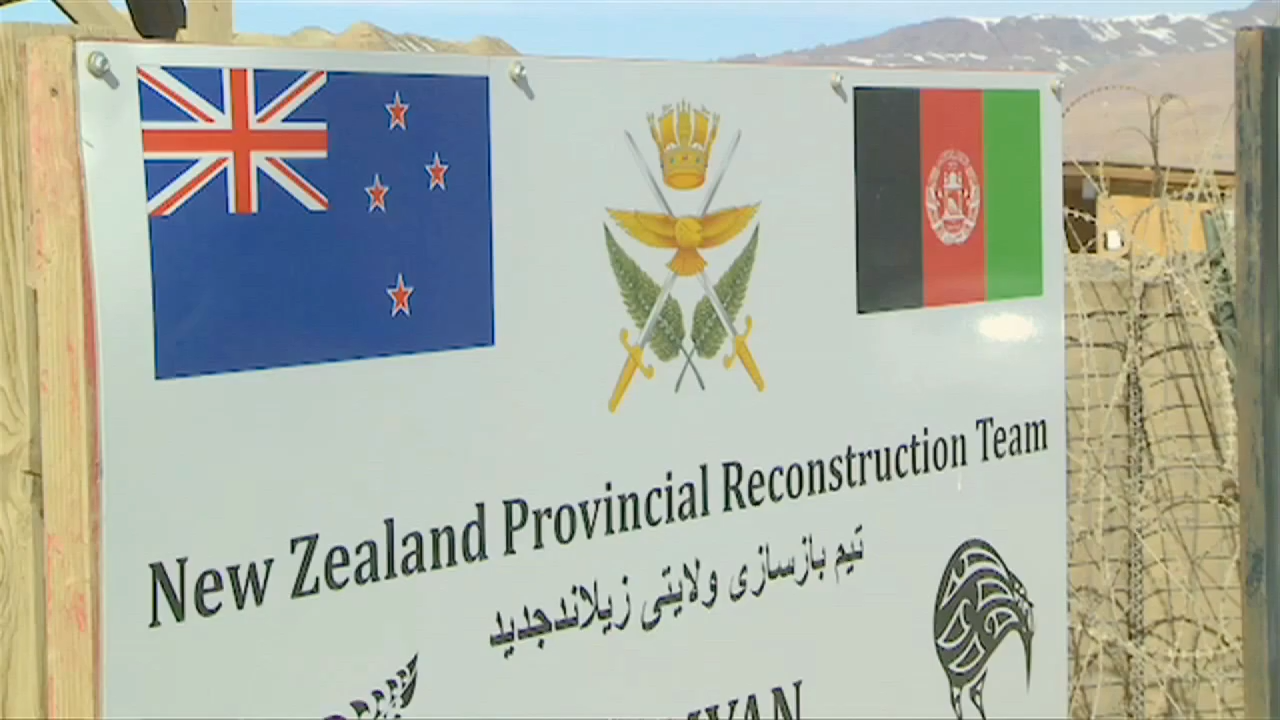 New Zealand Provincial Reconstruction Team
تیم بازسازی ولایتی زیلاندجدید